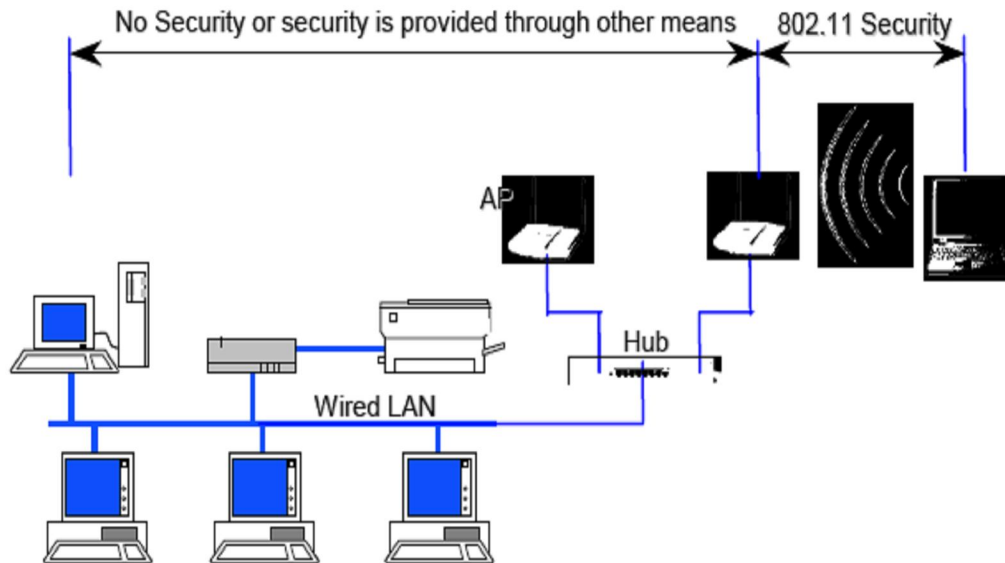 No Security or security is provided through other means
802.11 Security
AP
Hub
Wired LAN